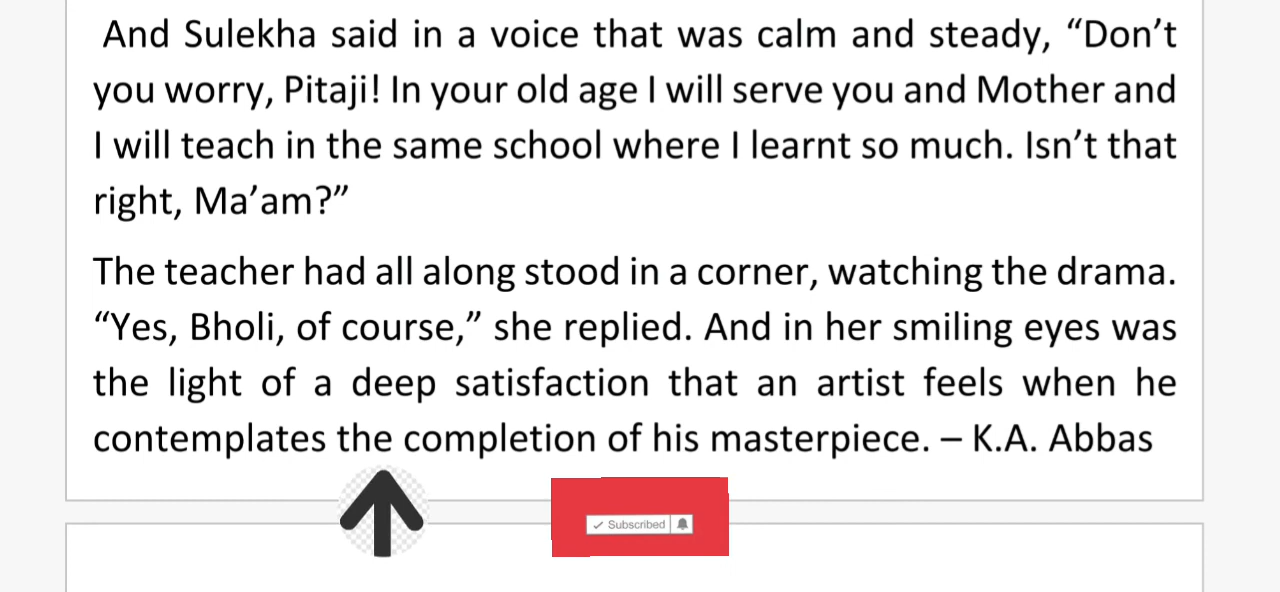 And Sulekha said in a voice that was calm and steady, “Don’t
you worry, Pitaji! In your old age I will serve you and Mother and
I will teach in the same school where I learnt so much. Isn’t that
right, Ma’am?”
The teacher had all along stood in a corner, watching the drama.
“Yes, Bholi, of course,” she replied. And in her smiling eyes was
the light of a deep satisfaction that an artist feels when he
contemplates the completion of his masterpiece. – K.A. Abbas
Subscribed